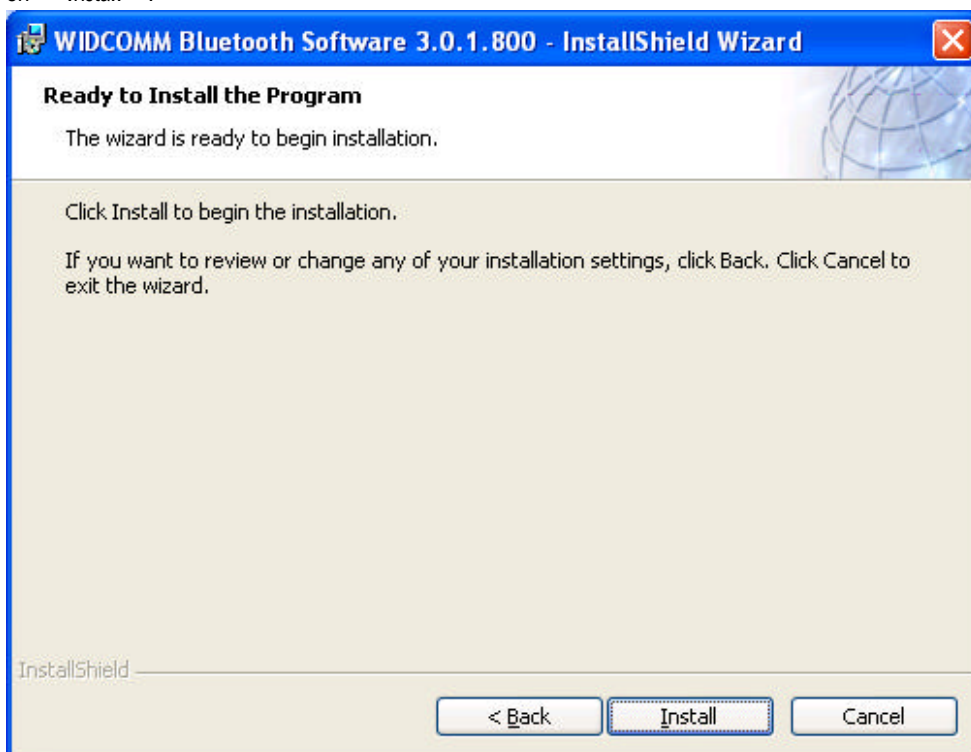 WIDCOMM Bluetooth Software 3.0.1.800 - InstallShield Wizard
Ready to Install the Program
The wizard is ready to begin installation.
Click Install to begin the installation.
If you want to review or change any of your installation settings, click Back. Click Cancel to
exit the wizard.
InstallShield
< Back Install Cancel